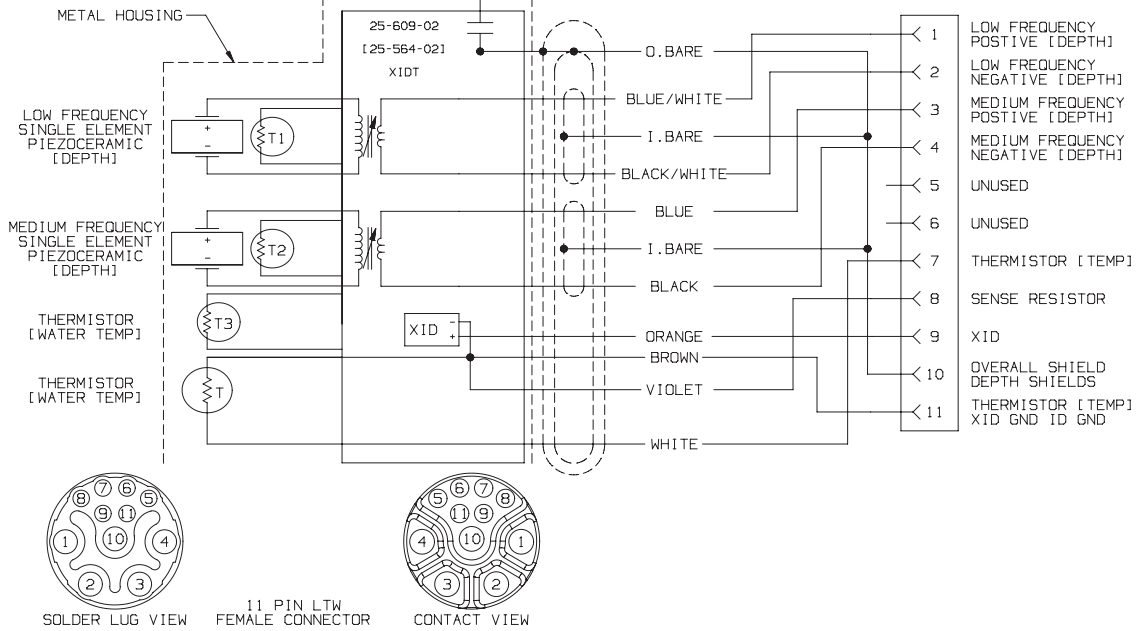 METAL HOUSING
25-609-02
[25-564-02]
XIDT
LOW FREQUENCY
SINGLE ELEMENT
PIEZOCERAMIC
[DEPTH]
+
-
T1
MEDIUM FREQUENCY
SINGLE ELEMENT
PIEZOCERAMIC
[DEPTH]
+
-
T2
THERMISTOR
[WATER TEMP]
T3
THERMISTOR
[WATER TEMP]
T
XID
-
+
O.BARE
BLUE/WHITE
I.BARE
BLACK/WHITE
BLUE
I.BARE
BLACK
ORANGE
BROWN
VIOLET
WHITE
1 LOW FREQUENCY
POSTIVE [DEPTH]
2 LOW FREQUENCY
NEGATIVE [DEPTH]
3 MEDIUM FREQUENCY
POSTIVE [DEPTH]
4 MEDIUM FREQUENCY
NEGATIVE [DEPTH]
5 UNUSED
6 UNUSED
7 THERMISTOR [TEMP]
8 SENSE RESISTOR
9 XID
10 OVERALL SHIELD
DEPTH SHIELDS
11 THERMISTOR [TEMP]
XID GND ID GND
7 6
8 5
9 11
1 10 4
2 3
SOLDER LUG VIEW
11 PIN LTW
FEMALE CONNECTOR
6 7
5 8
11 9
4 10 1
3 2
CONTACT VIEW